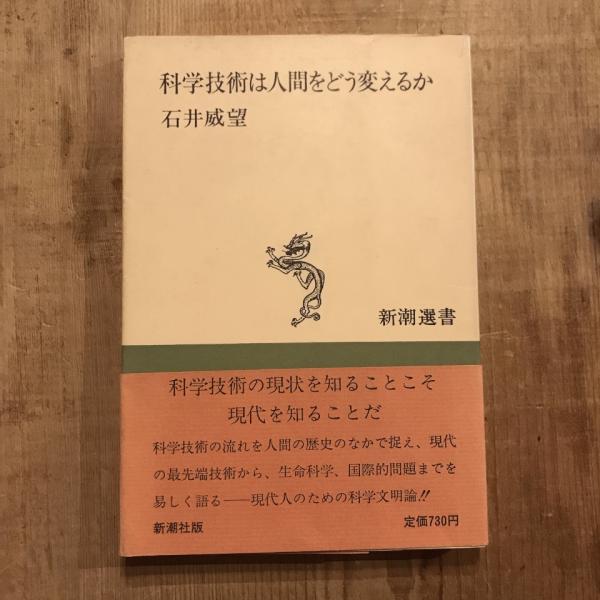 科学技術は人間をどう変えるか
石井威望
新潮選書
科学技術の現状を知ることこそ
現代を知ることだ
科学技術の流れを人間の歴史のなかで捉え、現代
の最先端技術から、生命科学、国際的問題までを
易しく語る——現代人のための科学文明論!!
新潮社版
定価730円